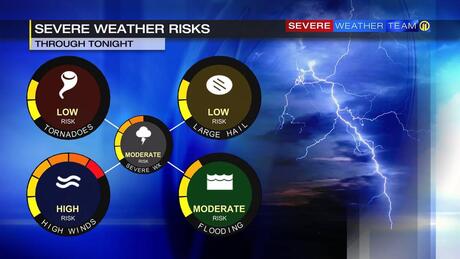 SEVERE WEATHER RISKS
THROUGH TONIGHT
SEVERE WEATHER TEAM 11
LOW
RISK
TORNADOES
LOW
RISK
LARGE HAIL
MODERATE
RISK
SEVERE WX
HIGH
RISK
HIGH WINDS
MODERATE
RISK
FLOODING